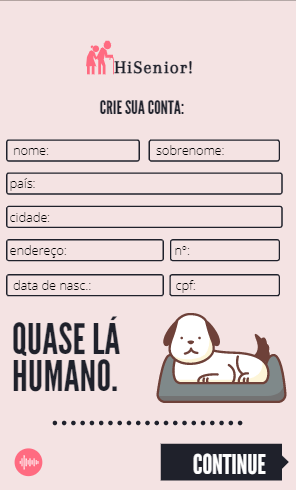 HiSenior!
CRIE SUA CONTA:
nome: sobrenome:
país:
cidade:
endereço: nº:
data de nasc.: cpf:
QUASE LÁ
HUMANO.
CONTINUE